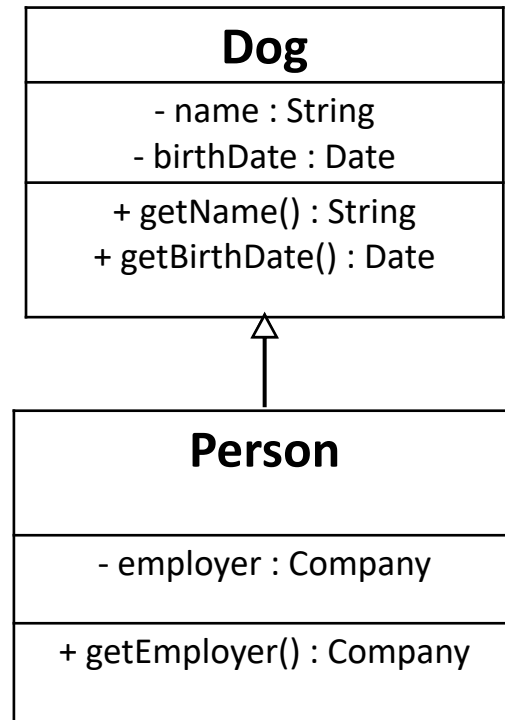 Dog
- name : String
- birthDate : Date
+ getName() : String
+ getBirthDate() : Date
Person
- employer : Company
+ getEmployer() : Company